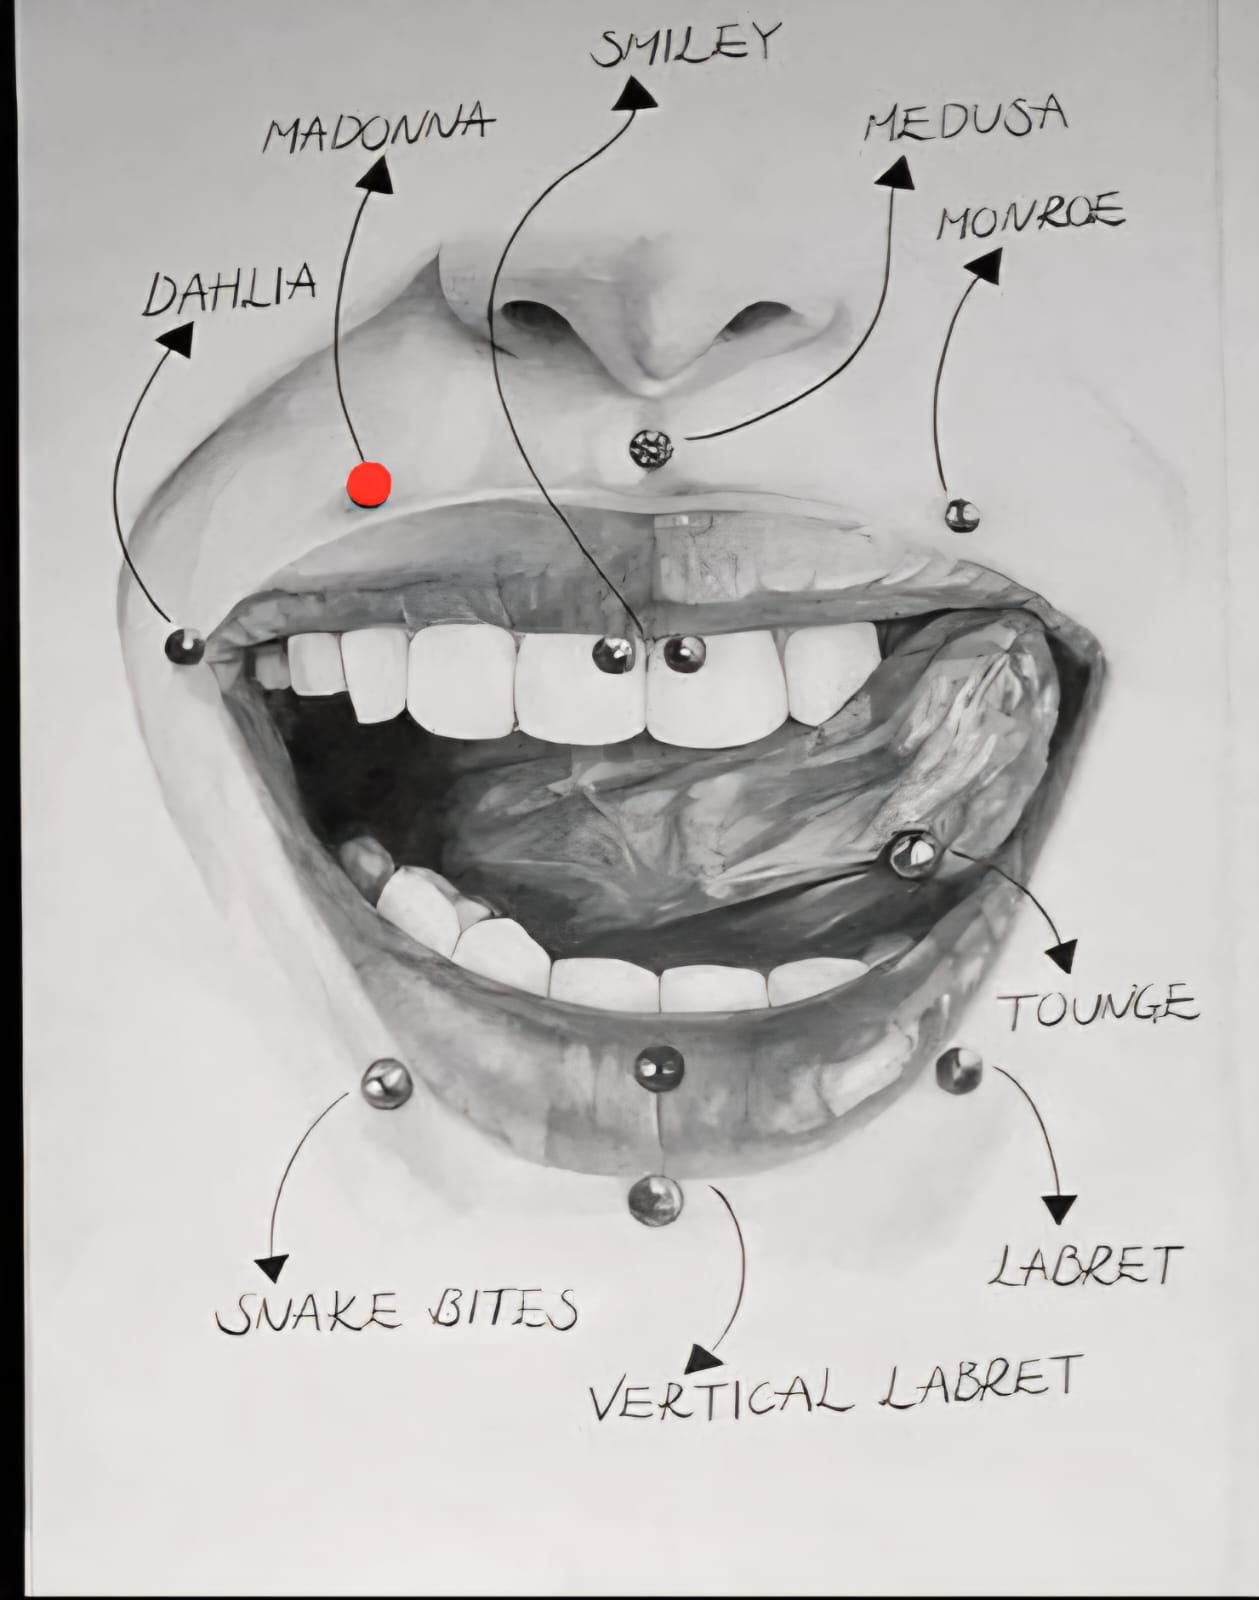 SMILEY
MADONNA
MEDUSA
MONROE
DAHLIA
TOUNGE
LABRET
SNAKE BITES
VERTICAL LABRET